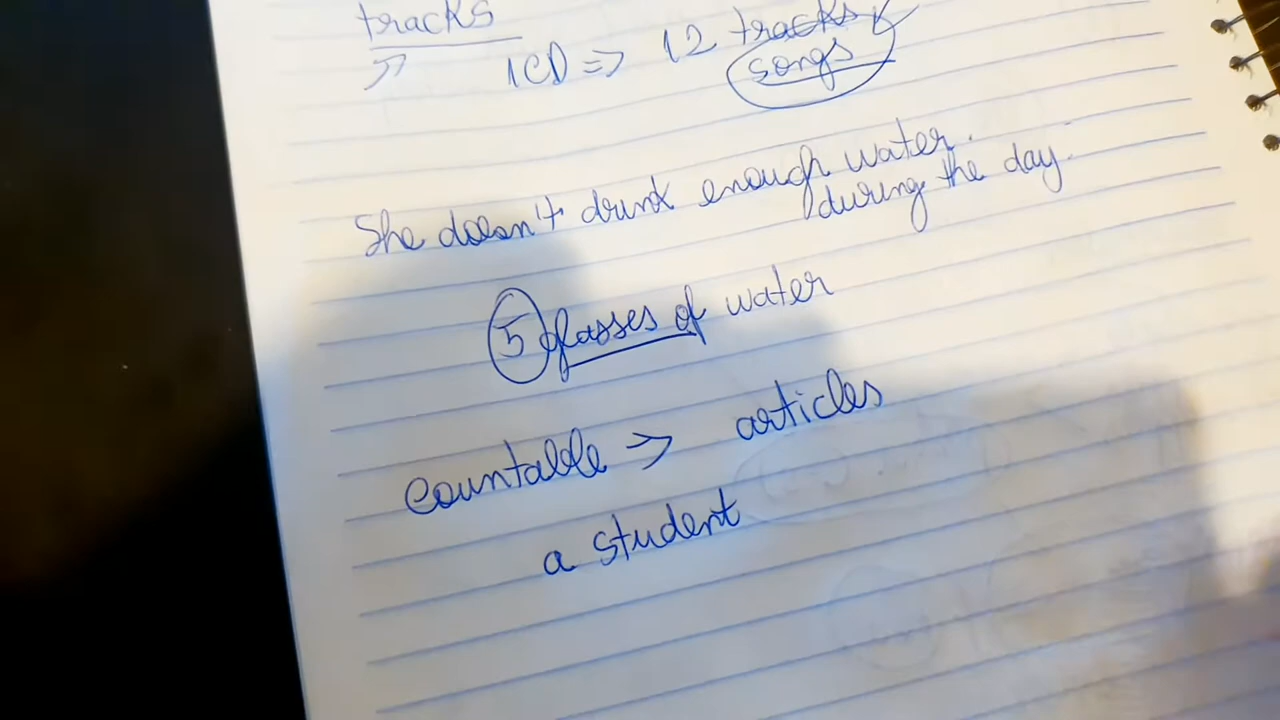 tracks
1CD => 12 tracks
songs
She doesn't drink enough water.
during the day.
5 glasses of water
countable => articles
a student